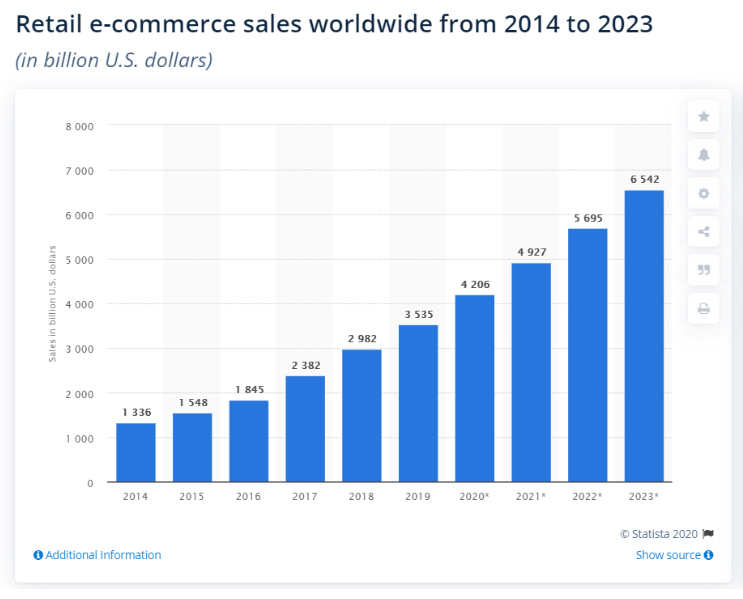 Retail e-commerce sales worldwide from 2014 to 2023
(in billion U.S. dollars)
Sales in billion U.S. dollars
8 000
7 000
6 000
5 000
4 000
3 000
2 000
1 000
0
1 336
1 548
1 845
2 382
2 982
3 535
4 206
4 927
5 695
6 542
2014 2015 2016 2017 2018 2019 2020* 2021* 2022* 2023*
© Statista 2020
Additional Information
Show source